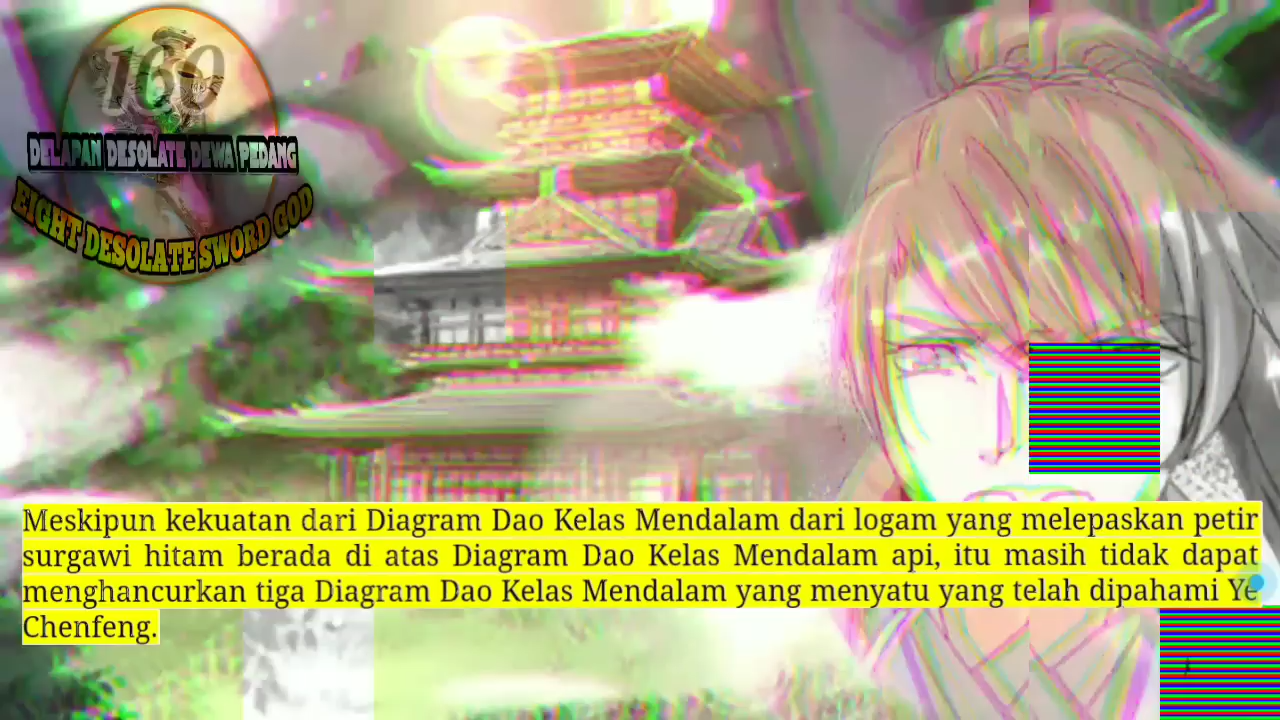 160
DELAPAN DESOLATE DEWA PEDANG
EIGHT DESOLATE SWORD GOD
Meskipun kekuatan dari Diagram Dao Kelas Mendalam dari logam yang melepaskan petir
surgawi hitam berada di atas Diagram Dao Kelas Mendalam api, itu masih tidak dapat
menghancurkan tiga Diagram Dao Kelas Mendalam yang menyatu yang telah dipahami Ye
Chenfeng.